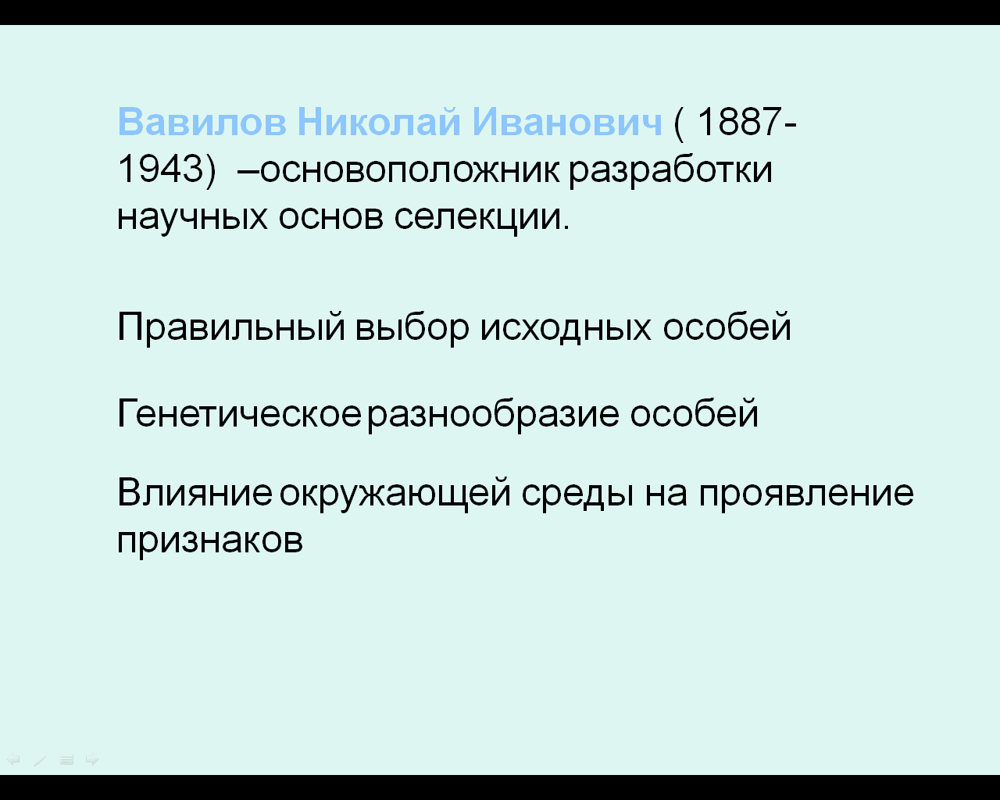 Вавилов Николай Иванович ( 1887-
1943)  –основоположник разработки
научных основ селекции.
Правильный выбор исходных особей
Генетическое разнообразие особей
Влияние окружающей среды на проявление
признаков